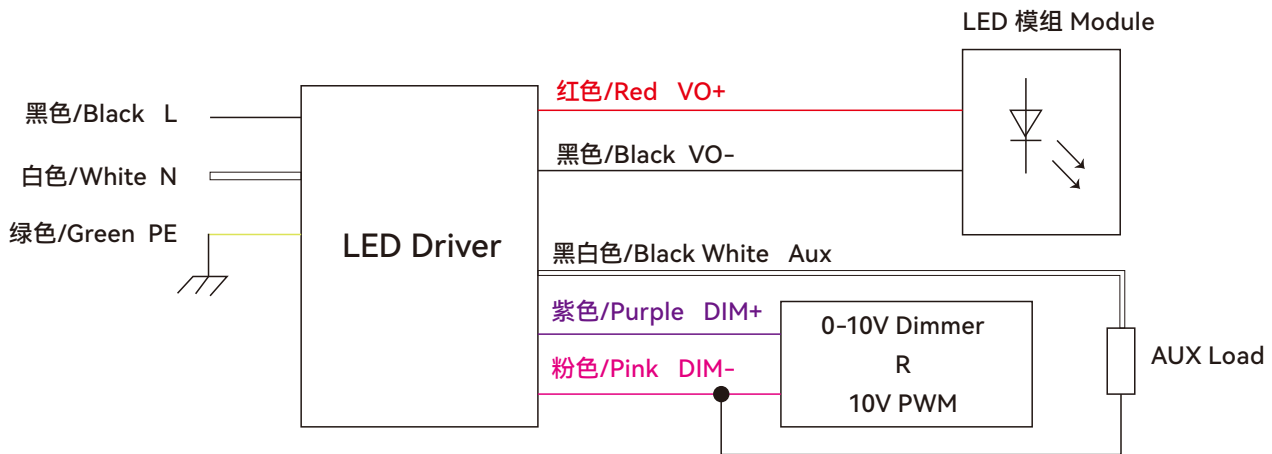 LED 模组 Module
红色/Red VO+
黑色/Black L
黑色/Black VO-
白色/White N
绿色/Green PE
LED Driver
黑白色/Black White Aux
紫色/Purple DIM+
0-10V Dimmer
R
10V PWM
AUX Load
粉色/Pink DIM-